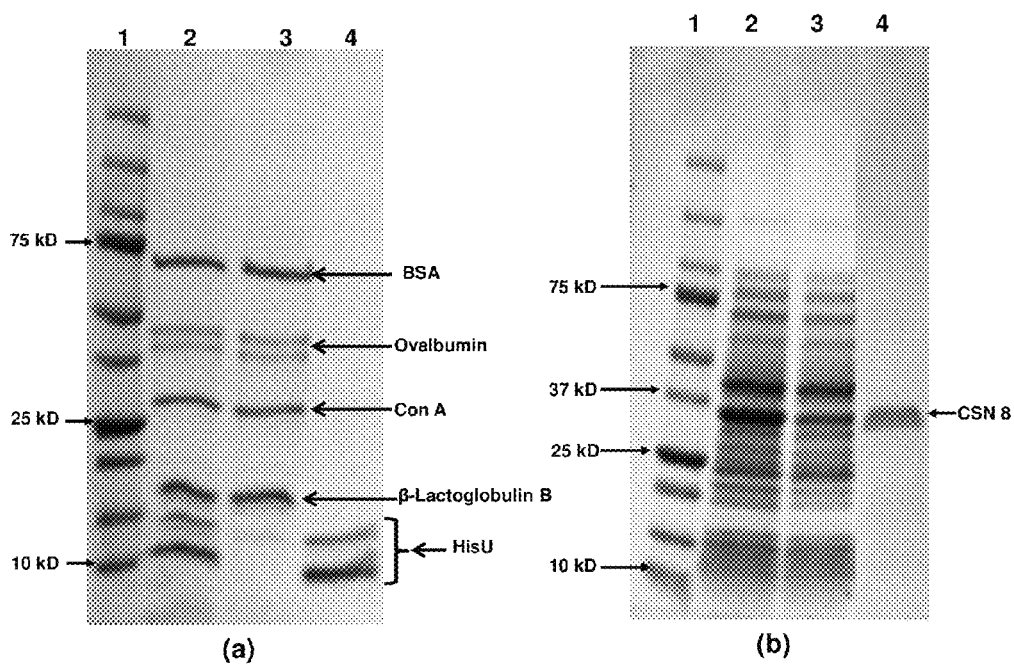 1 2 3 4
75 kD
BSA
Ovalbumin
Con A
25 kD
β-Lactoglobulin B
HisU
10 kD
(a)
1 2 3 4
75 kD
37 kD
CSN 8
25 kD
10 kD
(b)